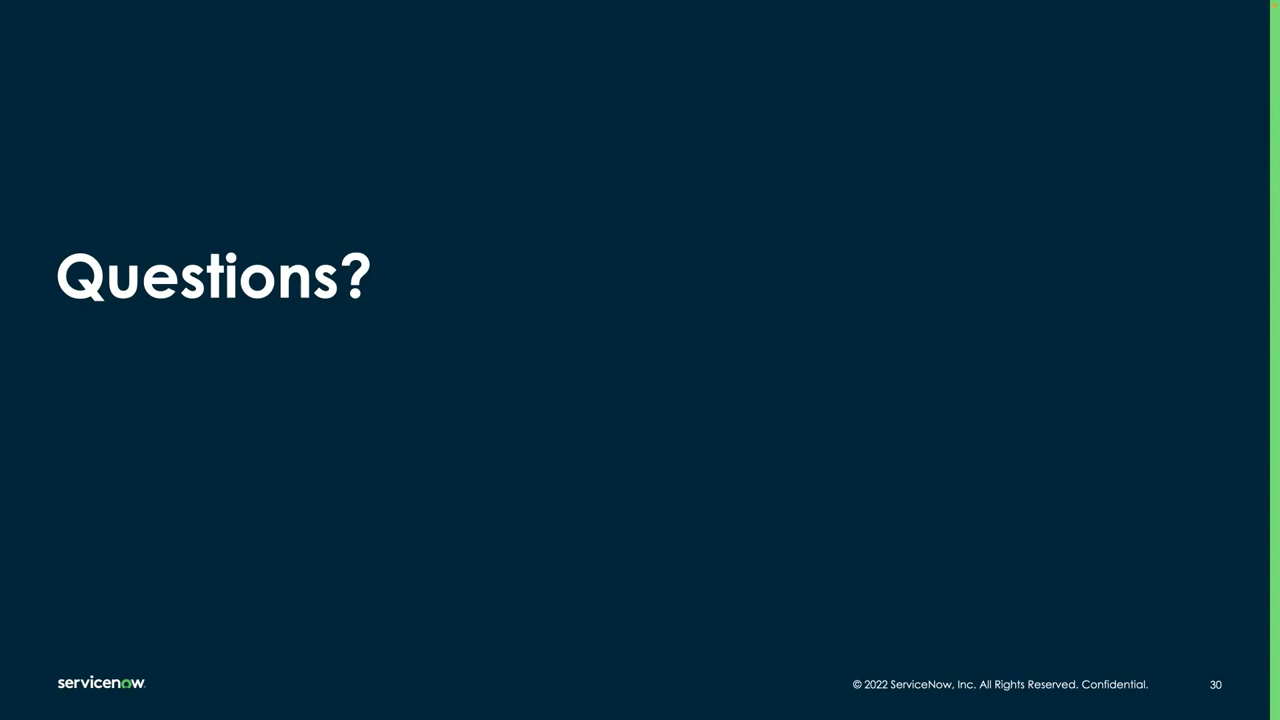 Questions?
servicenow
© 2022 ServiceNow, Inc. All Rights Reserved. Confidential.
30